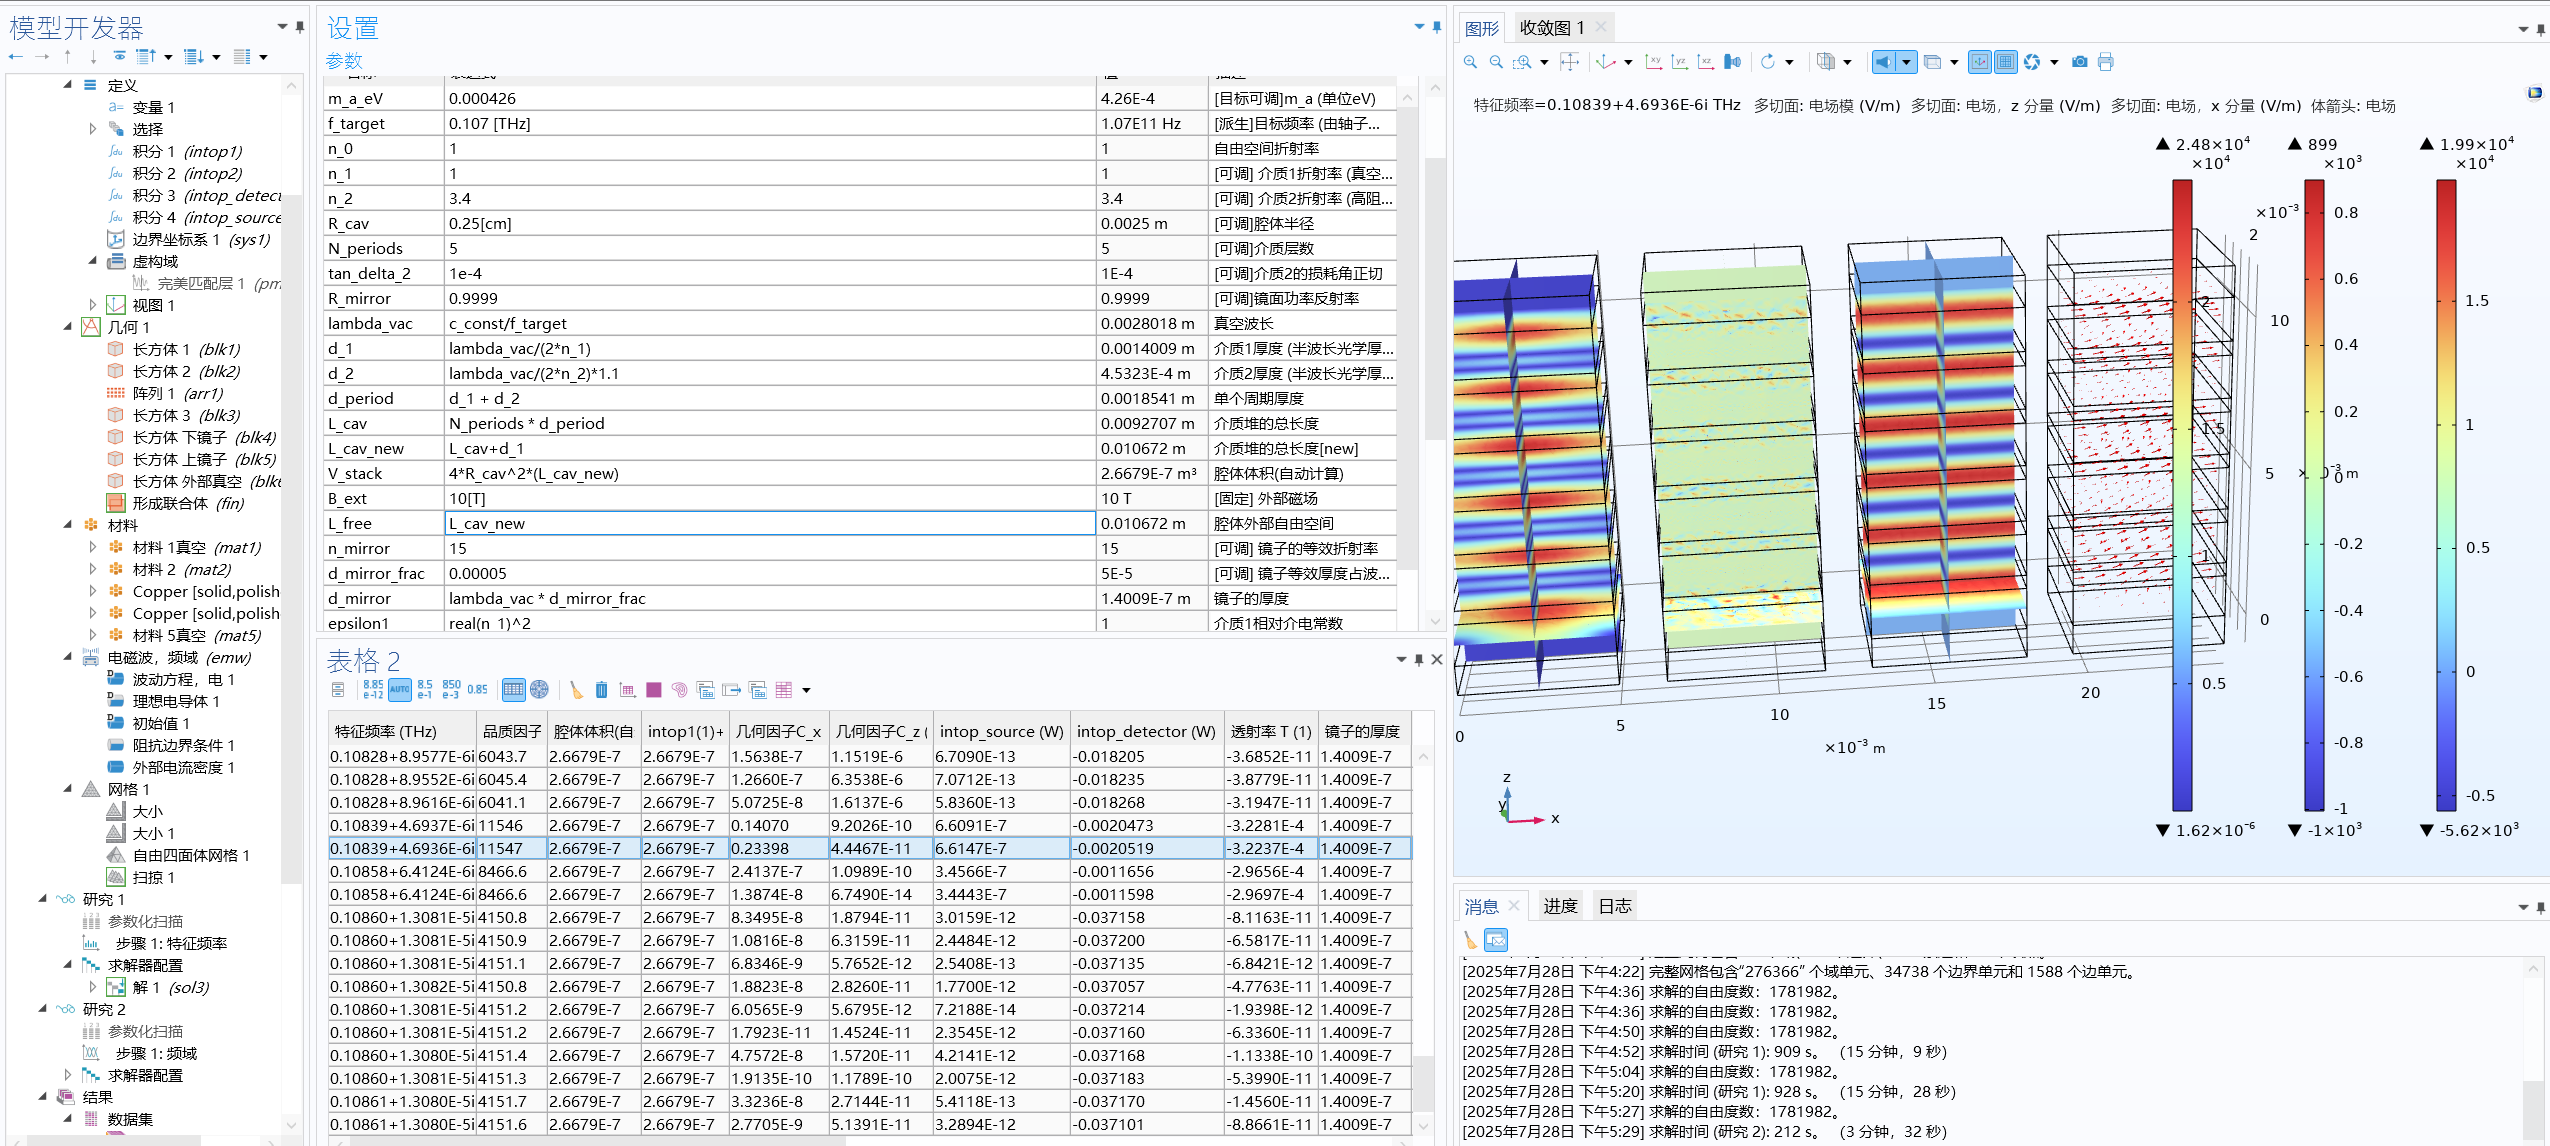 模型开发器
定义
变量 1
选择
积分 1 (intop1)
积分 2 (intop2)
积分 3 (intop_detect
积分 4 (intop_source
边界坐标系 1 (sys1)
虚构域
完美匹配层 1 (pm
视图 1
几何 1
长方体 1 (blk1)
长方体 2 (blk2)
阵列 1 (arr1)
长方体 3 (blk3)
长方体 下镜子 (blk4)
长方体 上镜子 (blk5)
长方体 外部真空 (blk6
形成联合体 (fin)
材料
材料 1真空 (mat1)
材料 2 (mat2)
Copper [solid,polish
Copper [solid,polish
材料 5真空 (mat5)
电磁波，频域 (emw)
波动方程，电 1
理想电导体 1
初始值 1
阻抗边界条件 1
外部电流密度 1
网格 1
大小
大小 1
自由四面体网格 1
扫掠 1
研究 1
参数化扫描
步骤 1: 特征频率
求解器配置
解 1 (sol3)
研究 2
参数化扫描
步骤 1: 频域
求解器配置
结果
数据集
设置
参数
m_a_eV 0.000426 4.26E-4 [目标可调]m_a (单位eV)
f_target 0.107 [THz] 1.07E11 Hz [派生]目标频率 (由轴子...
n_0 1 1 自由空间折射率
n_1 1 1 [可调] 介质1折射率 (真空...
n_2 3.4 3.4 [可调] 介质2折射率 (高阻...
R_cav 0.25[cm] 0.0025 m [可调]腔体半径
N_periods 5 5 [可调]介质层数
tan_delta_2 1e-4 1E-4 [可调]介质2的损耗角正切
R_mirror 0.9999 0.9999 [可调]镜面功率反射率
lambda_vac c_const/f_target 0.0028018 m 真空波长
d_1 lambda_vac/(2*n_1) 0.0014009 m 介质1厚度 (半波长光学厚...
d_2 lambda_vac/(2*n_2)*1.1 4.5323E-4 m 介质2厚度 (半波长光学厚...
d_period d_1 + d_2 0.0018541 m 单个周期厚度
L_cav N_periods * d_period 0.0092707 m 介质堆的总长度
L_cav_new L_cav+d_1 0.010672 m 介质堆的总长度[new]
V_stack 4*R_cav^2*(L_cav_new) 2.6679E-7 m³ 腔体体积(自动计算)
B_ext 10[T] 10 T [固定] 外部磁场
L_free L_cav_new 0.010672 m 腔体外部自由空间
n_mirror 15 15 [可调] 镜子的等效折射率
d_mirror_frac 0.00005 5E-5 [可调] 镜子等效厚度占波...
d_mirror lambda_vac * d_mirror_frac 1.4009E-7 m 镜子的厚度
epsilon1 real(n_1)^2 1 介质1相对介电常数
表格 2
8.85 e-12 AUTO 8.5 e-1 850 e-3 0.85
特征频率 (THz) 品质因子 腔体体积(自 intop1(1)+ 几何因子C_x 几何因子C_z ( intop_source (W) intop_detector (W) 透射率 T (1) 镜子的厚度
0.10828+8.9577E-6i 6043.7 2.6679E-7 2.6679E-7 1.5638E-7 1.1519E-6 6.7090E-13 -0.018205 -3.6852E-11 1.4009E-7
0.10828+8.9552E-6i 6045.4 2.6679E-7 2.6679E-7 1.2660E-7 6.3538E-6 7.0712E-13 -0.018235 -3.8779E-11 1.4009E-7
0.10828+8.9616E-6i 6041.1 2.6679E-7 2.6679E-7 5.0725E-8 1.6137E-6 5.8360E-13 -0.018268 -3.1947E-11 1.4009E-7
0.10839+4.6937E-6i 11546 2.6679E-7 2.6679E-7 0.14070 9.2026E-10 6.6091E-7 -0.0020473 -3.2281E-4 1.4009E-7
0.10839+4.6936E-6i 11547 2.6679E-7 2.6679E-7 0.23398 4.4467E-11 6.6147E-7 -0.0020519 -3.2237E-4 1.4009E-7
0.10858+6.4124E-6i 8466.6 2.6679E-7 2.6679E-7 2.4137E-7 1.0989E-10 3.4566E-7 -0.0011656 -2.9656E-4 1.4009E-7
0.10858+6.4124E-6i 8466.6 2.6679E-7 2.6679E-7 1.3874E-8 6.7490E-14 3.4443E-7 -0.0011598 -2.9697E-4 1.4009E-7
0.10860+1.3081E-5i 4150.8 2.6679E-7 2.6679E-7 8.3495E-8 1.8794E-11 3.0159E-12 -0.037158 -8.1163E-11 1.4009E-7
0.10860+1.3081E-5i 4150.9 2.6679E-7 2.6679E-7 1.0816E-8 6.3159E-11 2.4484E-12 -0.037200 -6.5817E-11 1.4009E-7
0.10860+1.3081E-5i 4151.1 2.6679E-7 2.6679E-7 6.8346E-9 5.7652E-12 2.5408E-13 -0.037135 -6.8421E-12 1.4009E-7
0.10860+1.3082E-5i 4150.8 2.6679E-7 2.6679E-7 1.8823E-8 2.8260E-11 1.7700E-12 -0.037057 -4.7763E-11 1.4009E-7
0.10860+1.3081E-5i 4151.2 2.6679E-7 2.6679E-7 6.0565E-9 5.6795E-12 7.2188E-14 -0.037214 -1.9398E-12 1.4009E-7
0.10860+1.3081E-5i 4151.2 2.6679E-7 2.6679E-7 1.7923E-11 1.4524E-11 2.3545E-12 -0.037160 -6.3360E-11 1.4009E-7
0.10860+1.3080E-5i 4151.4 2.6679E-7 2.6679E-7 4.7572E-8 1.5720E-11 4.2141E-12 -0.037168 -1.1338E-10 1.4009E-7
0.10860+1.3081E-5i 4151.3 2.6679E-7 2.6679E-7 1.9135E-10 1.1789E-10 2.0075E-12 -0.037183 -5.3990E-11 1.4009E-7
0.10861+1.3081E-5i 4151.7 2.6679E-7 2.6679E-7 3.3236E-8 2.7144E-11 5.4118E-13 -0.037170 -1.4560E-11 1.4009E-7
0.10861+1.3081E-5i 4151.6 2.6679E-7 2.6679E-7 2.7705E-9 5.1391E-11 3.2894E-12 -0.037101 -8.8661E-11 1.4009E-7
图形 收敛图 1
特征频率=0.10839+4.6936E-6i THz 多切面: 电场模 (V/m) 多切面: 电场，z 分量 (V/m) 多切面: 电场，x 分量 (V/m) 体箭头: 电场
▲ 2.48×10⁴ ▲ 899 ▲ 1.99×10⁴
×10⁴ ×10³ ×10⁴
2
1.5
1
0.5
0.8
0.6
0.4
0.2
0
-0.2
-0.4
-0.6
-0.8
-1
1.5
1
0.5
0
-0.5
▼ 1.62×10⁻⁶ ▼ -1×10³ ▼ -5.62×10³
×10⁻³
2
10
5
0
×10⁻³ m
0 5 10 15 20
×10⁻³ m
z
y
x
消息 进度 日志
[2025年7月28日 下午4:22] 完整网格包含“276366” 个域单元、34738 个边界单元和 1588 个边单元。
[2025年7月28日 下午4:36] 求解的自由度数：1781982。
[2025年7月28日 下午4:36] 求解的自由度数：1781982。
[2025年7月28日 下午4:50] 求解的自由度数：1781982。
[2025年7月28日 下午4:52] 求解时间 (研究 1): 909 s。 (15 分钟，9 秒)
[2025年7月28日 下午5:04] 求解的自由度数：1781982。
[2025年7月28日 下午5:20] 求解时间 (研究 1): 928 s。 (15 分钟，28 秒)
[2025年7月28日 下午5:27] 求解的自由度数：1781982。
[2025年7月28日 下午5:29] 求解时间 (研究 2): 212 s。 (3 分钟，32 秒)